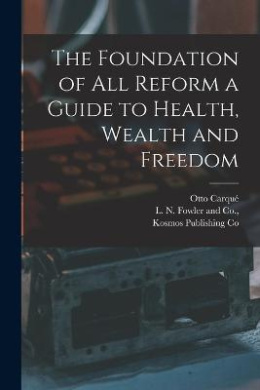 The Foundation
of All Reform a
Guide to Health,
Wealth and
Freedom
Otto Carqué
L. N. Fowler and Co.,
Kosmos Publishing Co